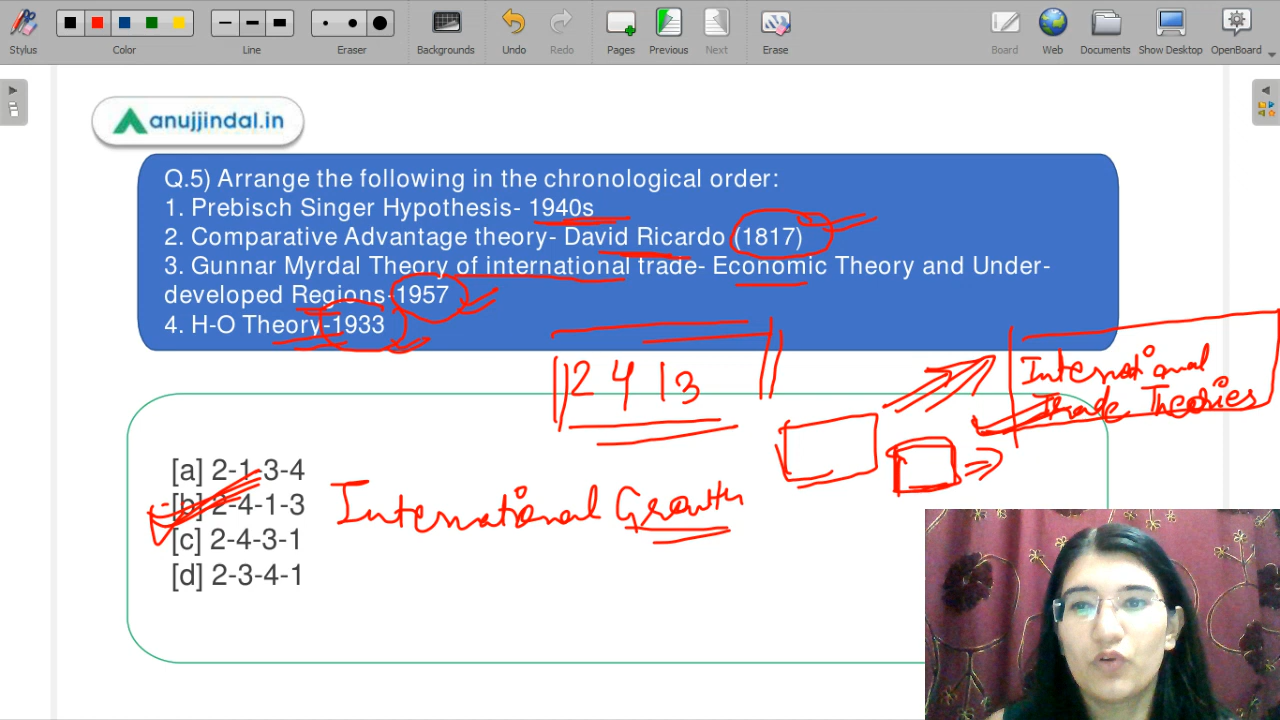 Stylus
Color
Line
Eraser
Backgrounds
Undo
Redo
Pages
Previous
Next
Erase
Board
Web
Documents
Show Desktop
OpenBoard
anujjindal.in
Q.5) Arrange the following in the chronological order:
1. Prebisch Singer Hypothesis- 1940s
2. Comparative Advantage theory- David Ricardo (1817)
3. Gunnar Myrdal Theory of international trade- Economic Theory and Under-
developed Regions-1957
4. H-O Theory-1933
2 4 1 3
International
Trade Theories
[a] 2-1-3-4
[b] 2-4-1-3
International Growth
[c] 2-4-3-1
[d] 2-3-4-1